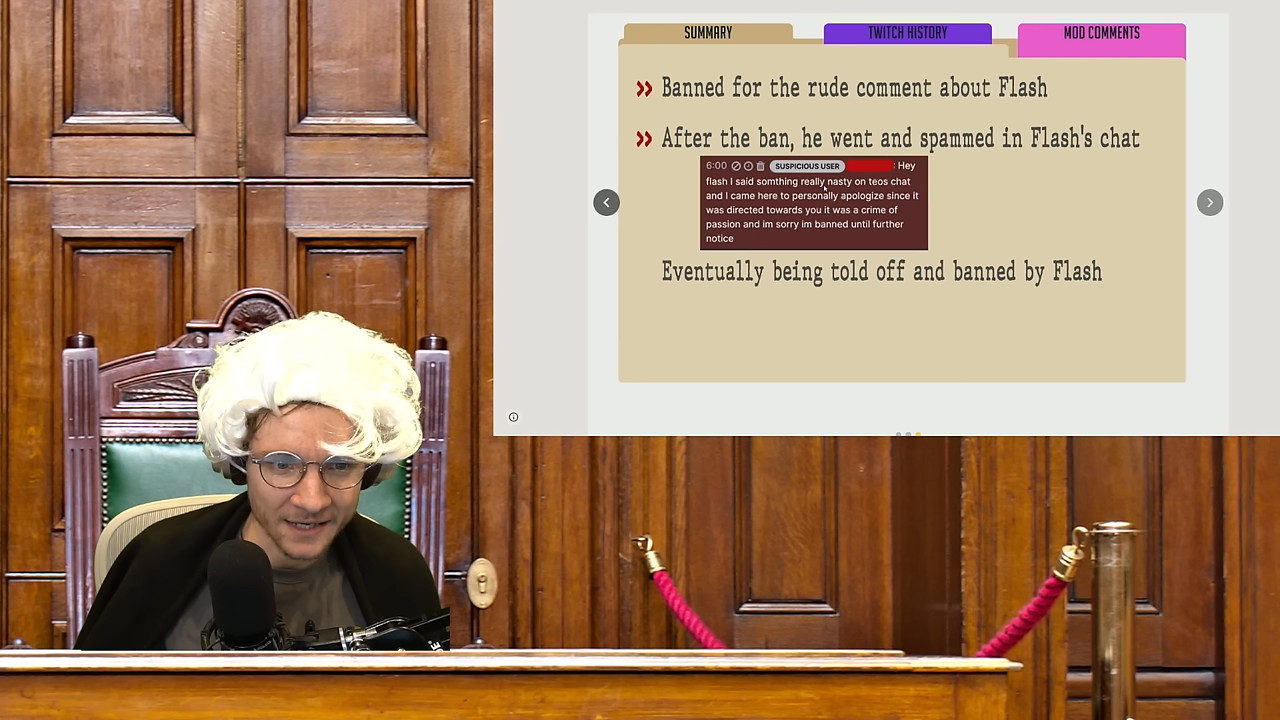 SUMMARY TWITCH HISTORY MOD COMMENTS
» Banned for the rude comment about Flash
» After the ban, he went and spammed in Flash's chat
6:00 SUSPICIOUS USER : Hey
flash I said somthing really nasty on teos chat
and I came here to personally apologize since it
was directed towards you it was a crime of
passion and im sorry im banned until further
notice
Eventually being told off and banned by Flash